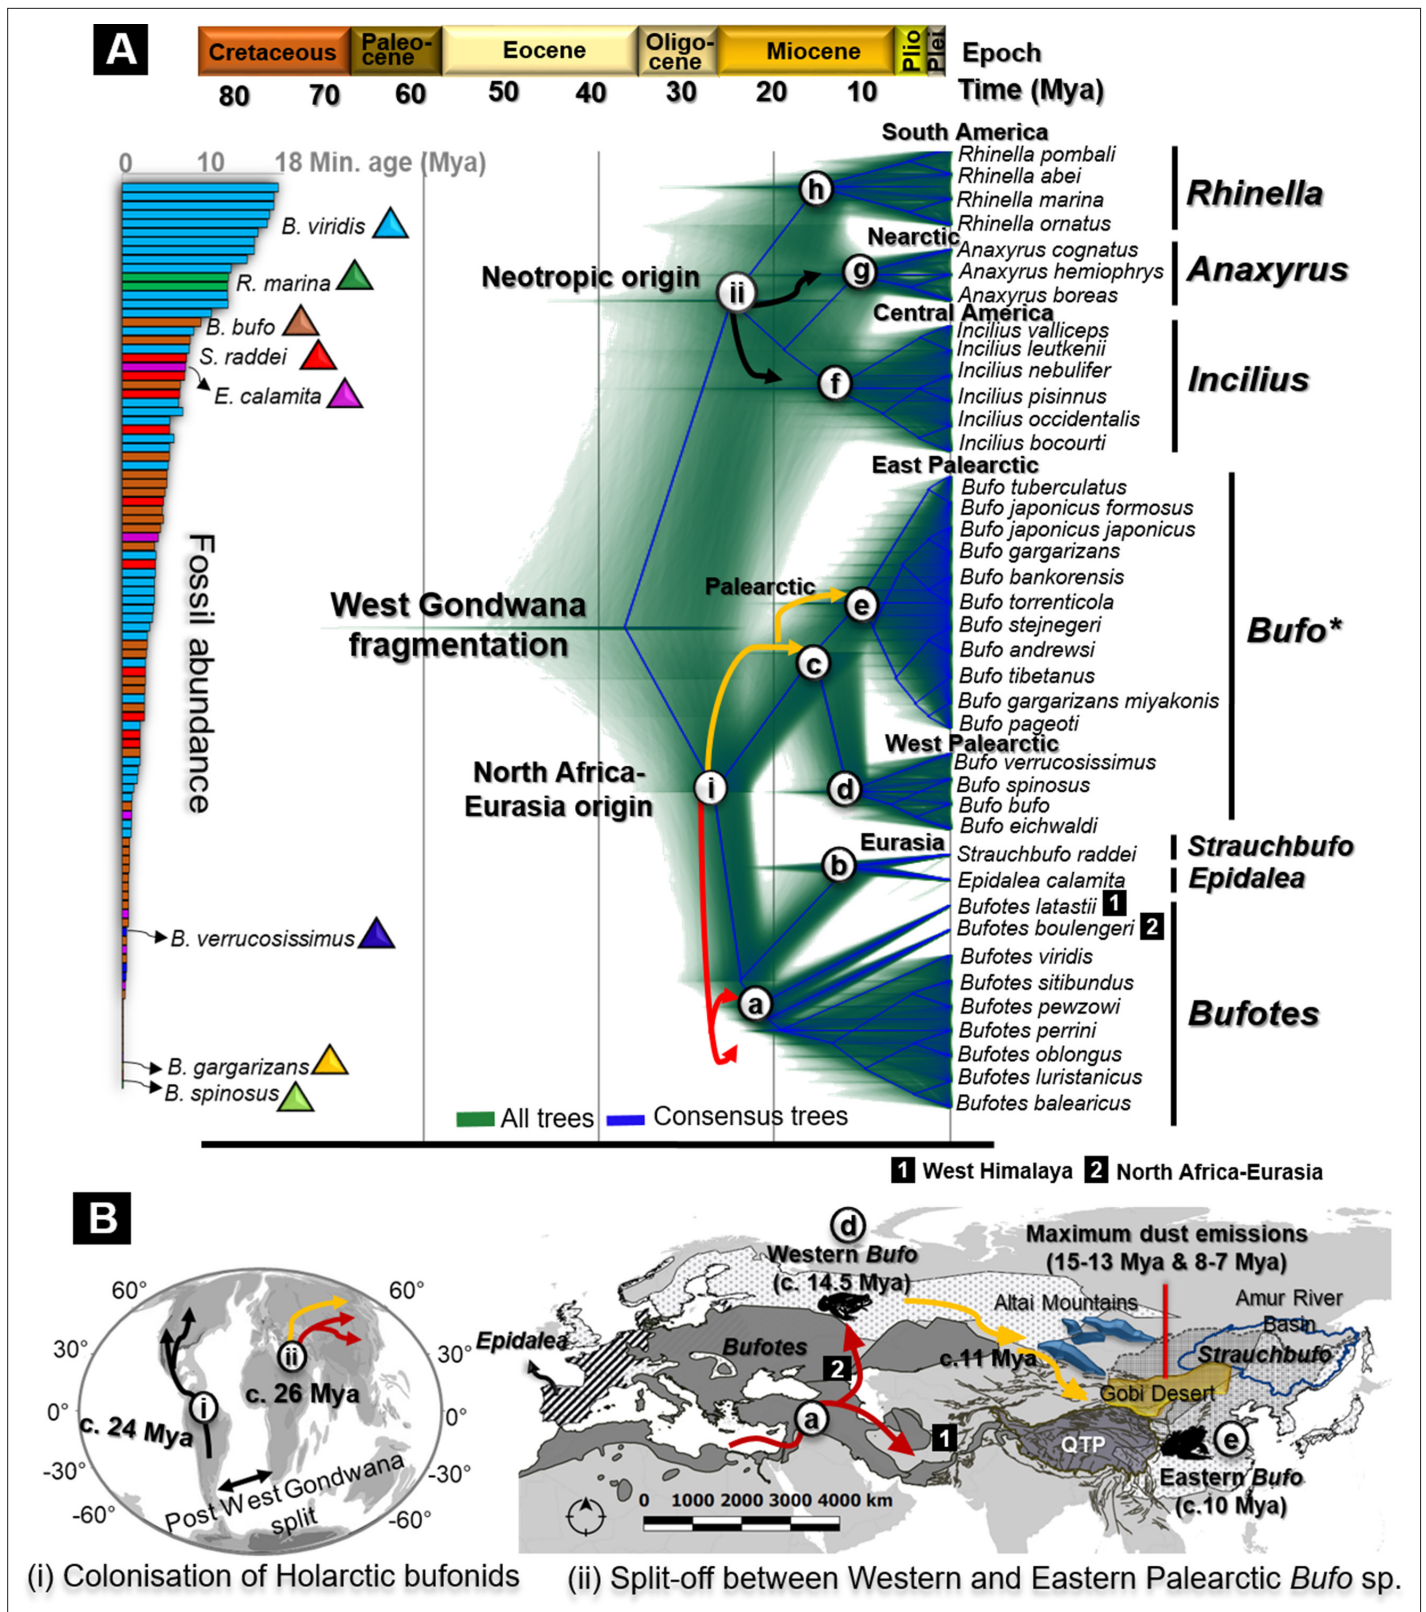 A
Cretaceous
Paleo-
cene
Eocene
Oligo-
cene
Miocene
Plio
Plei
Epoch
80 70 60 50 40 30 20 10 Time (Mya)
0 10 18 Min. age (Mya)
B. viridis
R. marina
B. bufo
S. raddei
E. calamita
Fossil abundance
B. verrucosissimus
B. gargarizans
B. spinosus
Neotropic origin
West Gondwana
fragmentation
North Africa-
Eurasia origin
Palearctic
h
ii
g
f
e
c
i
d
b
a
South America
Rhinella pombali
Rhinella abei
Rhinella marina
Rhinella ornatus
Rhinella
Nearctic
Anaxyrus cognatus
Anaxyrus hemiophrys
Anaxyrus boreas
Anaxyrus
Central America
Incilius valliceps
Incilius leutkenii
Incilius nebulifer
Incilius pisinnus
Incilius occidentalis
Incilius bocourti
Incilius
East Palearctic
Bufo tuberculatus
Bufo japonicus formosus
Bufo japonicus japonicus
Bufo gargarizans
Bufo bankorensis
Bufo torrenticola
Bufo stejnegeri
Bufo andrewsi
Bufo tibetanus
Bufo gargarizans miyakonis
Bufo pageoti
Bufo*
West Palearctic
Bufo verrucosissimus
Bufo spinosus
Bufo bufo
Bufo eichwaldi
Eurasia
Strauchbufo raddei
Strauchbufo
Epidalea calamita
Epidalea
Bufotes latastii 1
Bufotes boulengeri 2
Bufotes viridis
Bufotes sitibundus
Bufotes pewzowi
Bufotes perrini
Bufotes oblongus
Bufotes luristanicus
Bufotes balearicus
Bufotes
All trees Consensus trees
1 West Himalaya 2 North Africa-Eurasia
B
60° 60°
30° 30°
0° 0°
-30° -30°
-60° -60°
i
ii
c. 24 Mya
c. 26 Mya
Post West Gondwana
split
(i) Colonisation of Holarctic bufonids
d
Western Bufo
(c. 14.5 Mya)
Maximum dust emissions
(15-13 Mya & 8-7 Mya)
Altai Mountains
Amur River
Basin
Epidalea
Bufotes
c.11 Mya
Strauchbufo
Gobi Desert
2
a
1
QTP
e
Eastern Bufo
(c.10 Mya)
0 1000 2000 3000 4000 km
(ii) Split-off between Western and Eastern Palearctic Bufo sp.